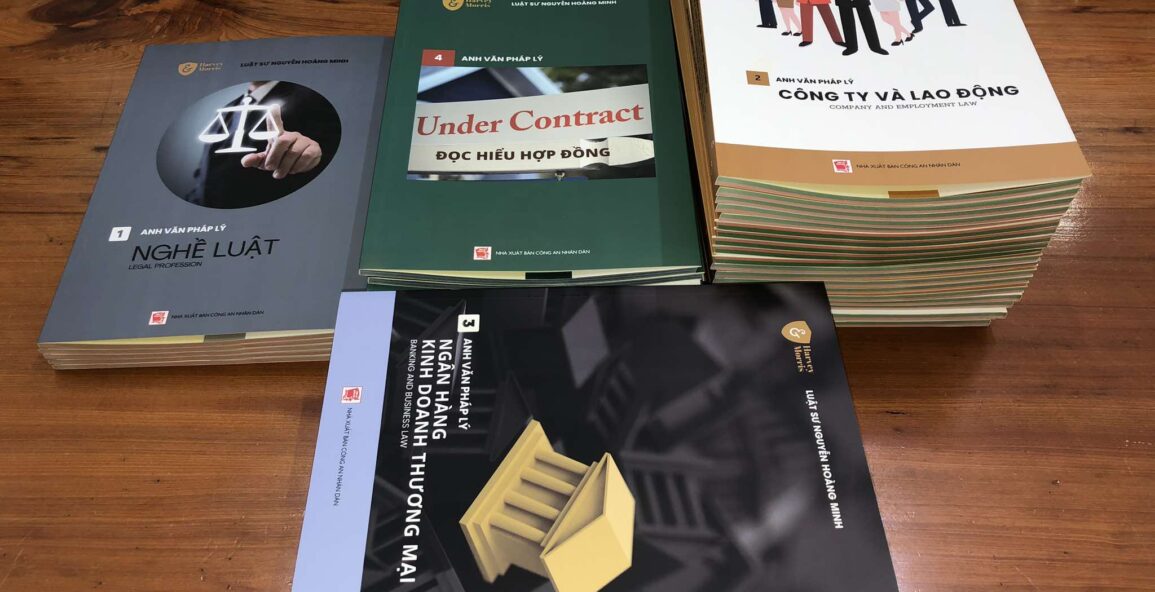 Harvey
Morris
LUẬT SƯ NGUYỄN HOÀNG MINH
1
ANH VĂN PHÁP LÝ
NGHỀ LUẬT
LEGAL PROFESSION
NHÀ XUẤT BẢN CÔNG AN NHÂN DÂN
Harvey
Morris
LUẬT SƯ NGUYỄN HOÀNG MINH
4
ANH VĂN PHÁP LÝ
Under Contract
ĐỌC HIỂU HỢP ĐỒNG
NHÀ XUẤT BẢN CÔNG AN NHÂN DÂN
2
ANH VĂN PHÁP LÝ
CÔNG TY VÀ LAO ĐỘNG
COMPANY AND EMPLOYMENT LAW
NHÀ XUẤT BẢN CÔNG AN NHÂN DÂN
Harvey
Morris
LUẬT SƯ NGUYỄN HOÀNG MINH
3
ANH VĂN PHÁP LÝ
NGÂN HÀNG
KINH DOANH THƯƠNG MẠI
BANKING AND BUSINESS LAW
NHÀ XUẤT BẢN CÔNG AN NHÂN DÂN